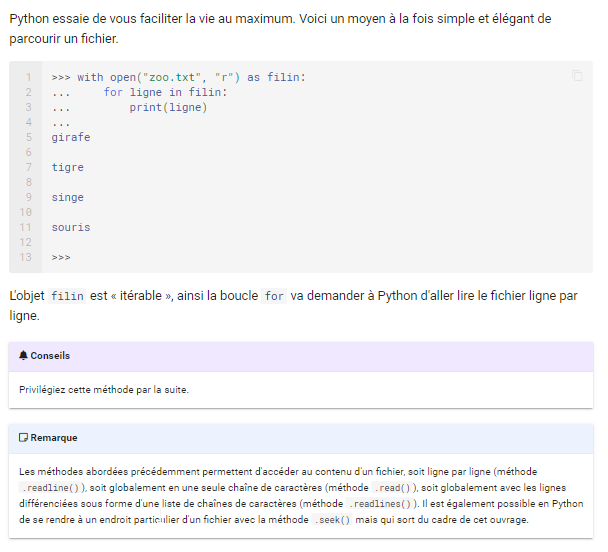 Python essaie de vous faciliter la vie au maximum. Voici un moyen à la fois simple et élégant de
parcourir un fichier.
1 >>> with open("zoo.txt", "r") as filin:
2 ...     for ligne in filin:
3 ...         print(ligne)
4 ...
5 girafe
6
7 tigre
8
9 singe
10
11 souris
12
13 >>>
L'objet filin est « itérable », ainsi la boucle for va demander à Python d'aller lire le fichier ligne par
ligne.
Conseils
Privilégiez cette méthode par la suite.
Remarque
Les méthodes abordées précédemment permettent d'accéder au contenu d'un fichier, soit ligne par ligne (méthode
.readline()), soit globalement en une seule chaîne de caractères (méthode .read()), soit globalement avec les lignes
différenciées sous forme d'une liste de chaînes de caractères (méthode .readlines()). Il est également possible en Python
de se rendre à un endroit particulier d'un fichier avec la méthode .seek() mais qui sort du cadre de cet ouvrage.